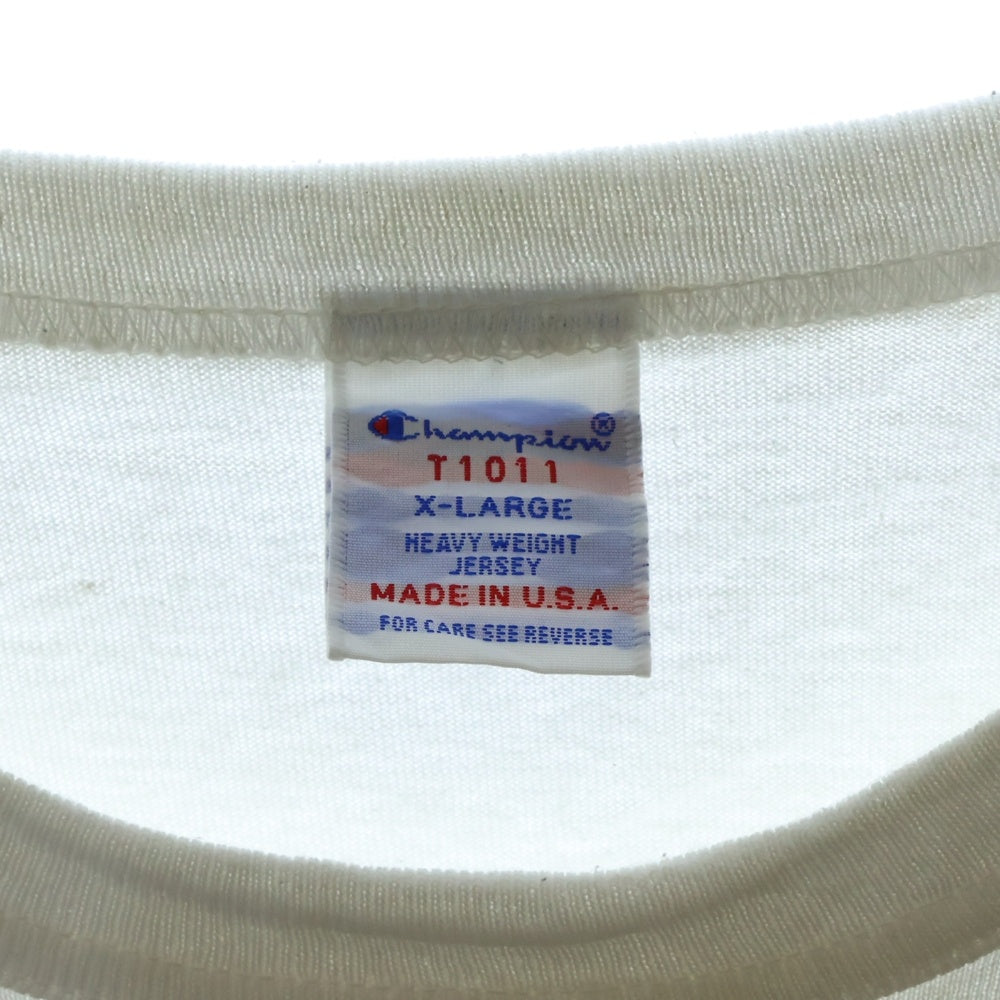 Champion®
T1011
X-LARGE
HEAVY WEIGHT
JERSEY
MADE IN U.S.A.
FOR CARE SEE REVERSE